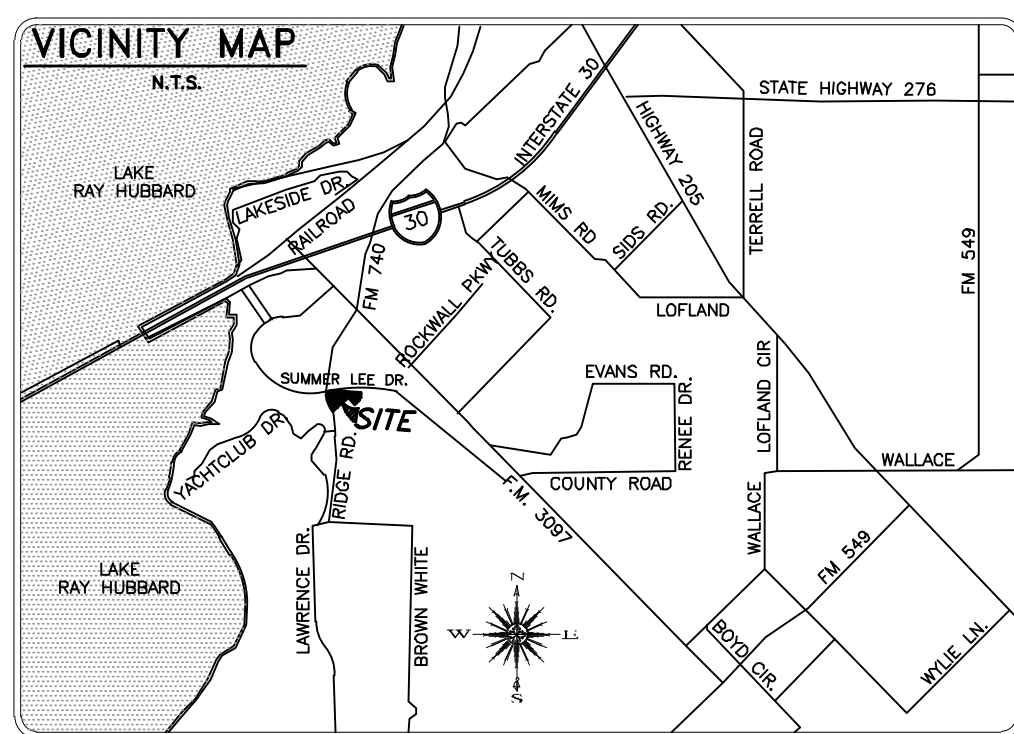 VICINITY MAP
N.T.S.
STATE HIGHWAY 276
INTERSTATE 30
HIGHWAY 205
TERRELL ROAD
LAKE
RAY HUBBARD
LAKESIDE DR.
RAILROAD
30
MIMS RD
SIDS RD.
FM 549
FM 740
TUBBS RD.
ROCKWALL PKWY
LOFLAND
LOFLAND CIR
SUMMER LEE DR.
EVANS RD.
RENEE DR.
SITE
YACHTCLUB DR
RIDGE RD.
WALLACE
COUNTY ROAD
F.M. 3097
WALLACE
LAKE
RAY HUBBARD
LAWRENCE DR.
BROWN WHITE
FM 549
N
W
E
S
BOYD CIR.
WYLIE LN.